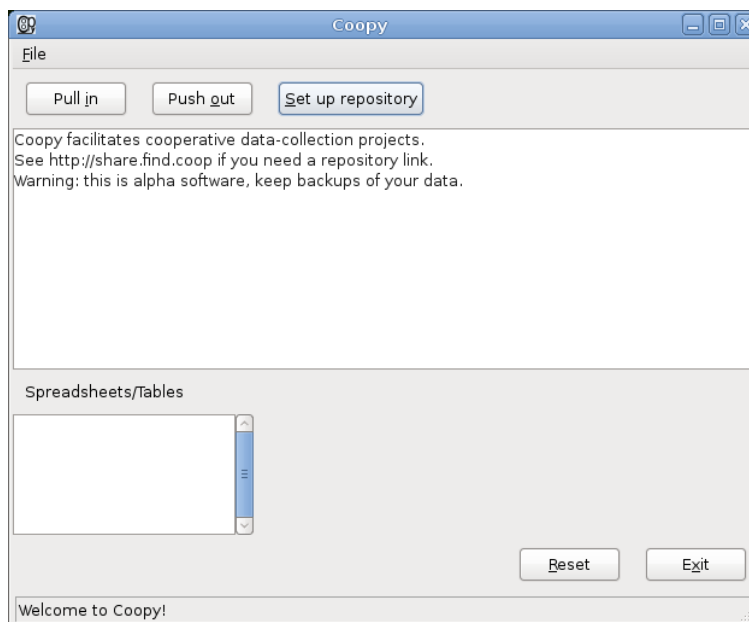 Coopy
File
Pull in
Push out
Set up repository
Coopy facilitates cooperative data-collection projects.
See http://share.find.coop if you need a repository link.
Warning: this is alpha software, keep backups of your data.
Spreadsheets/Tables
Reset
Exit
Welcome to Coopy!